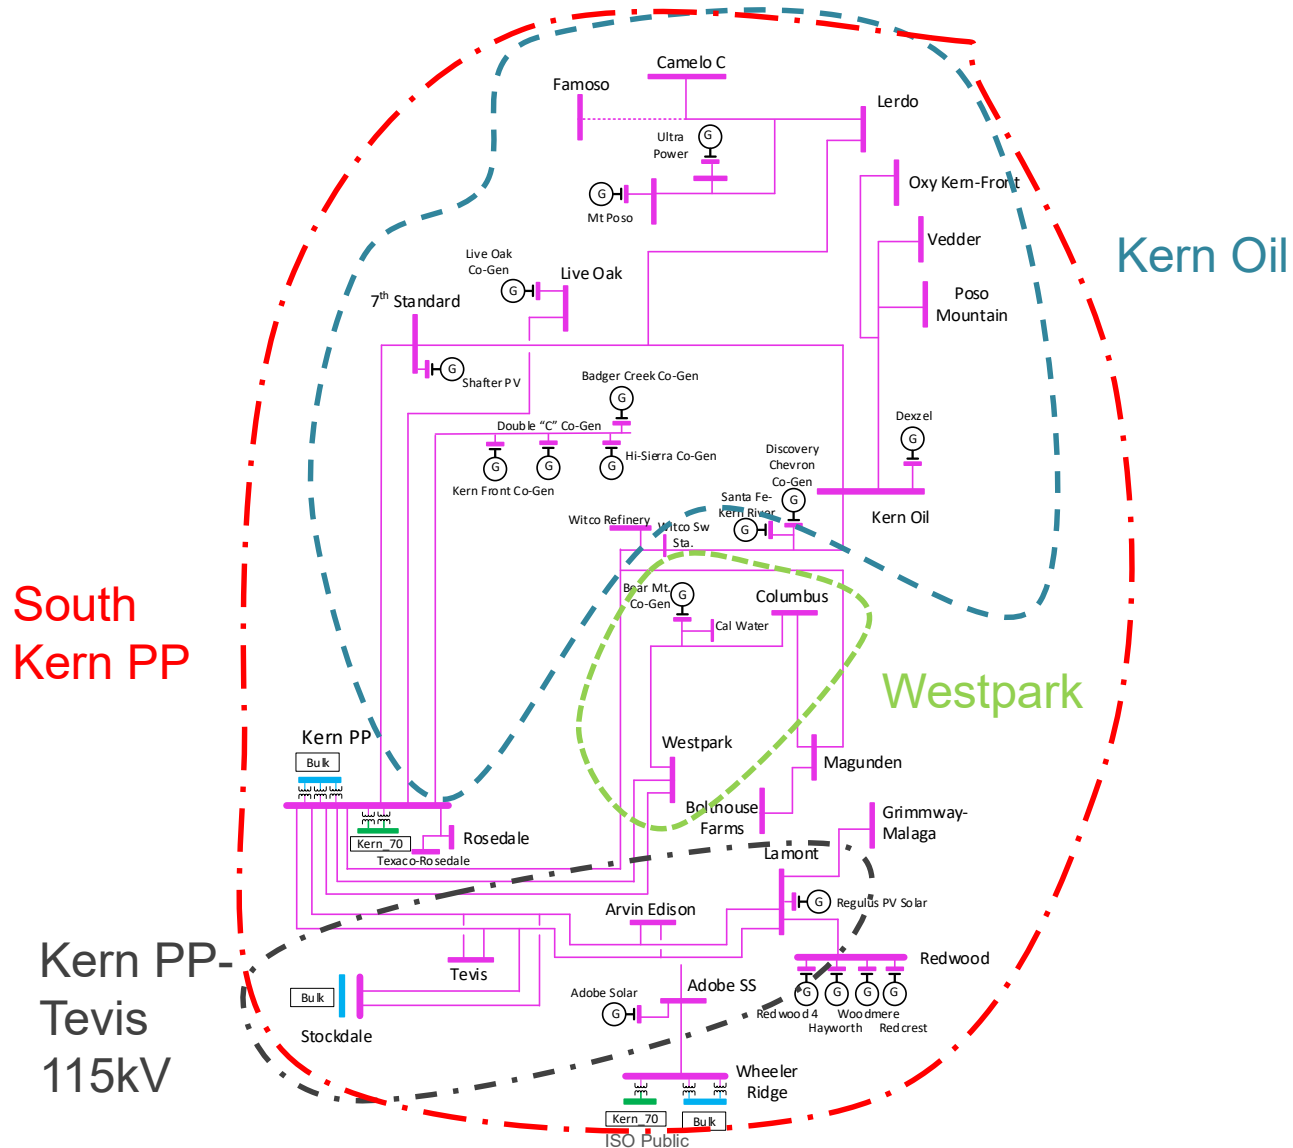 Camelo C
Famoso
Lerdo
Ultra
Power
G
Oxy Kern-Front
G
Mt Poso
Vedder
Kern Oil
Live Oak
Co-Gen
Live Oak
G
7th Standard
Poso
Mountain
G
Shafter PV
Badger Creek Co-Gen
G
Dexzel
Double "C" Co-Gen
G
Discovery
Chevron
Co-Gen
Hi-Sierra Co-Gen
G
G
G
Kern Front Co-Gen
G
Santa Fe-
Kern River
Kern Oil
Witco Refinery
Witco Sw
Sta.
G
South
Kern PP
Bear Mt.
Co-Gen
G
Columbus
Cal Water
Westpark
Kern PP
Bulk
Westpark
Magunden
Bolthouse
Farms
Grimmway-
Malaga
Rosedale
Kern_70
Texaco-Rosedale
Lamont
G
Regulus PV Solar
Arvin Edison
Kern PP-
Tevis
115kV
Tevis
Redwood
Bulk
Stockdale
Adobe Solar
G
Adobe SS
G
G
G
G
Redwood 4
Woodmere
Hayworth
Redcrest
Wheeler
Ridge
Kern_70
Bulk
ISO Public